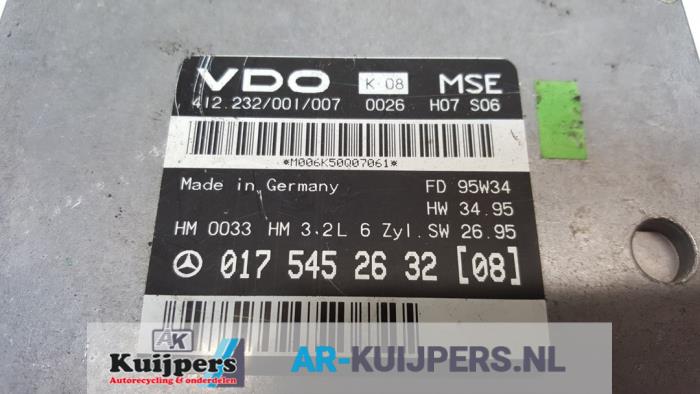 VDO K 08 MSE
412.232/001/007 0026 H07 S06
*M006K50Q07061*
Made in Germany FD 95W34
HW 34.95
HM 0033 HM 3.2L 6 Zyl. SW 26.95
017 545 26 32 [08]
AK
Kuijpers
Autorecycling & onderdelen
AR-KUIJPERS.NL